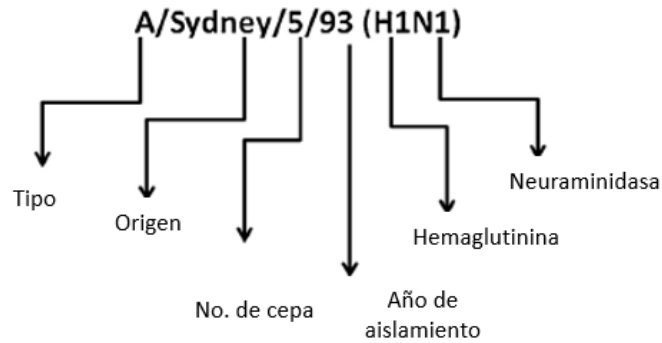 A/Sydney/5/93 (H1N1)
Tipo
Origen
Neuraminidasa
Hemaglutinina
No. de cepa
Año de
aislamiento